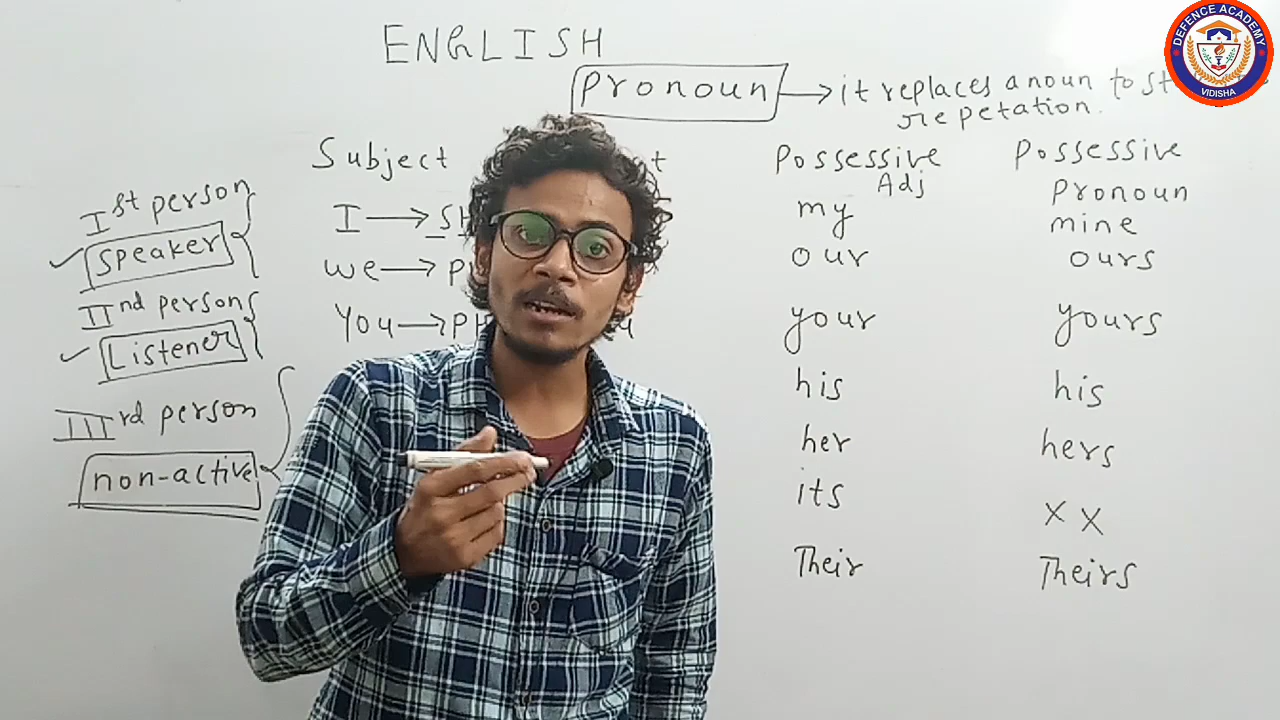 ENGLISH
Pronoun → it replaces a noun to
repetation.
Subject
Possessive
Adj
Possessive
Pronoun
Ist person
Speaker
IInd person
Listener
IIIrd person
non-active
I →
we →
You →
my
our
your
his
her
its
Their
mine
ours
yours
his
hers
x x
Theirs
DEFENCE ACADEMY
VIDISHA